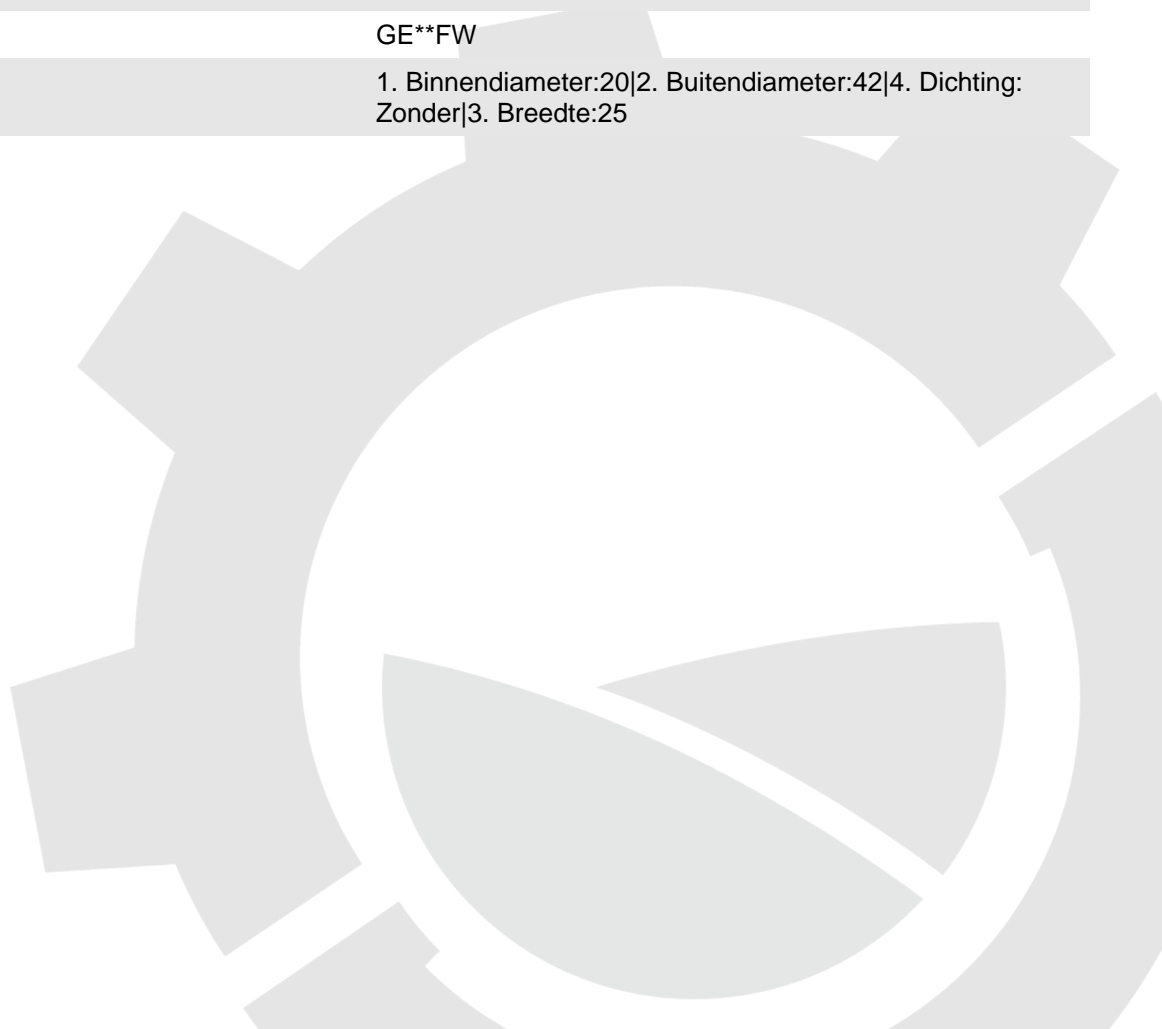 GE**FW
1. Binnendiameter:20|2. Buitendiameter:42|4. Dichting:
Zonder|3. Breedte:25